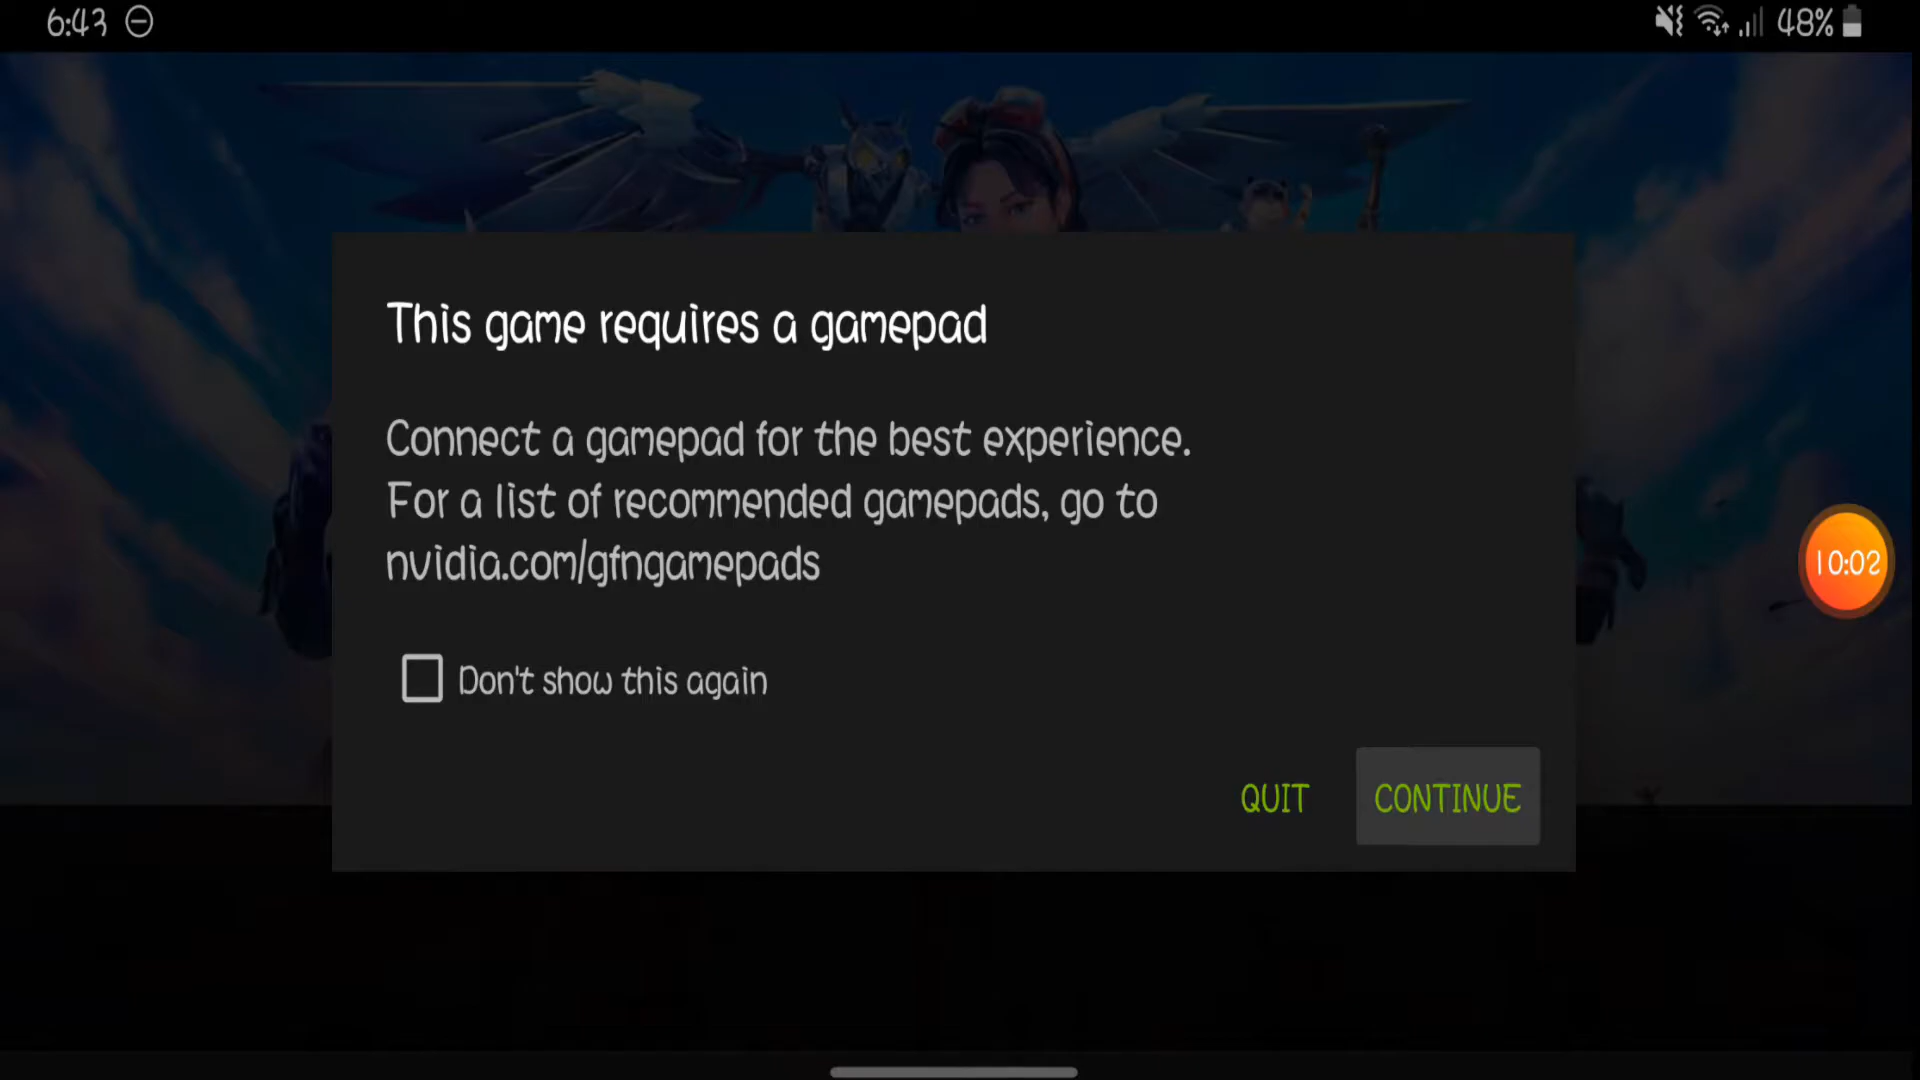 6:43
48%
This game requires a gamepad
Connect a gamepad for the best experience.
For a list of recommended gamepads, go to
nvidia.com/gfngamepads
10:02
Don't show this again
QUIT CONTINUE